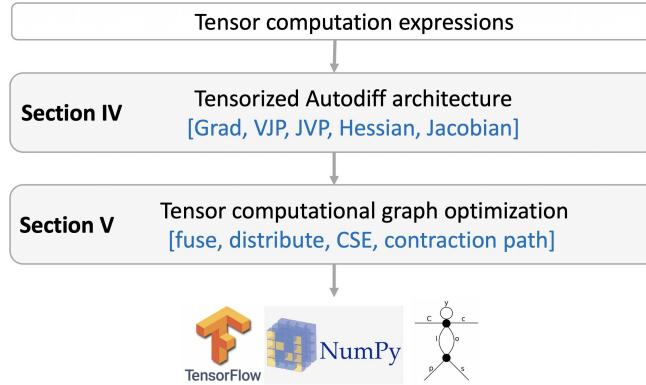 Tensor computation expressions
Section IV
Tensorized Autodiff architecture
[Grad, VJP, JVP, Hessian, Jacobian]
Section V
Tensor computational graph optimization
[fuse, distribute, CSE, contraction path]
TensorFlow
NumPy
y
C c
l o
p s